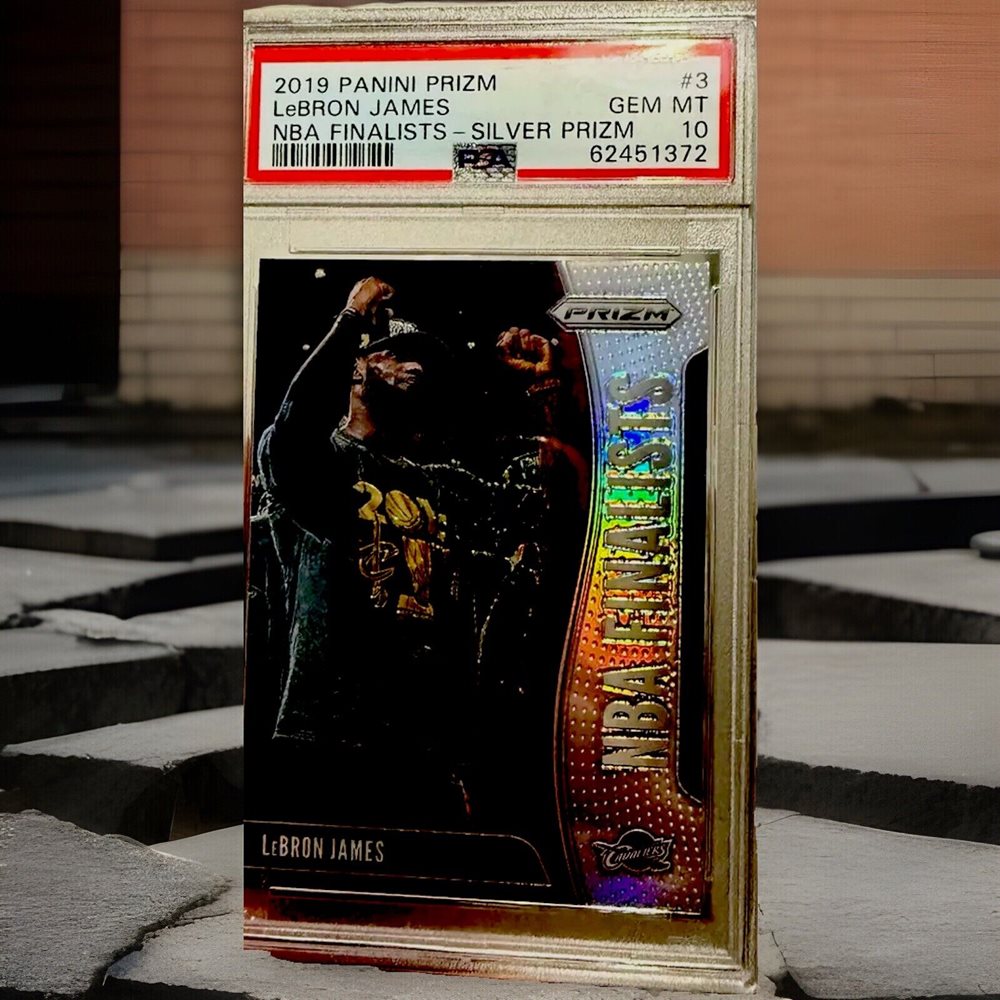 2019 PANINI PRIZM #3
LeBRON JAMES GEM MT
NBA FINALISTS - SILVER PRIZM 10
PSA 62451372
PRIZM
NBA FINALISTS
201
LEBRON JAMES
CAVALIERS